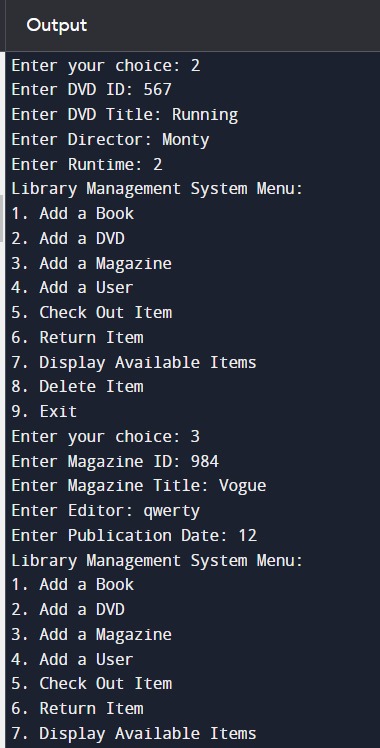 Output
Enter your choice: 2
Enter DVD ID: 567
Enter DVD Title: Running
Enter Director: Monty
Enter Runtime: 2
Library Management System Menu:
1. Add a Book
2. Add a DVD
3. Add a Magazine
4. Add a User
5. Check Out Item
6. Return Item
7. Display Available Items
8. Delete Item
9. Exit
Enter your choice: 3
Enter Magazine ID: 984
Enter Magazine Title: Vogue
Enter Editor: qwerty
Enter Publication Date: 12
Library Management System Menu:
1. Add a Book
2. Add a DVD
3. Add a Magazine
4. Add a User
5. Check Out Item
6. Return Item
7. Display Available Items